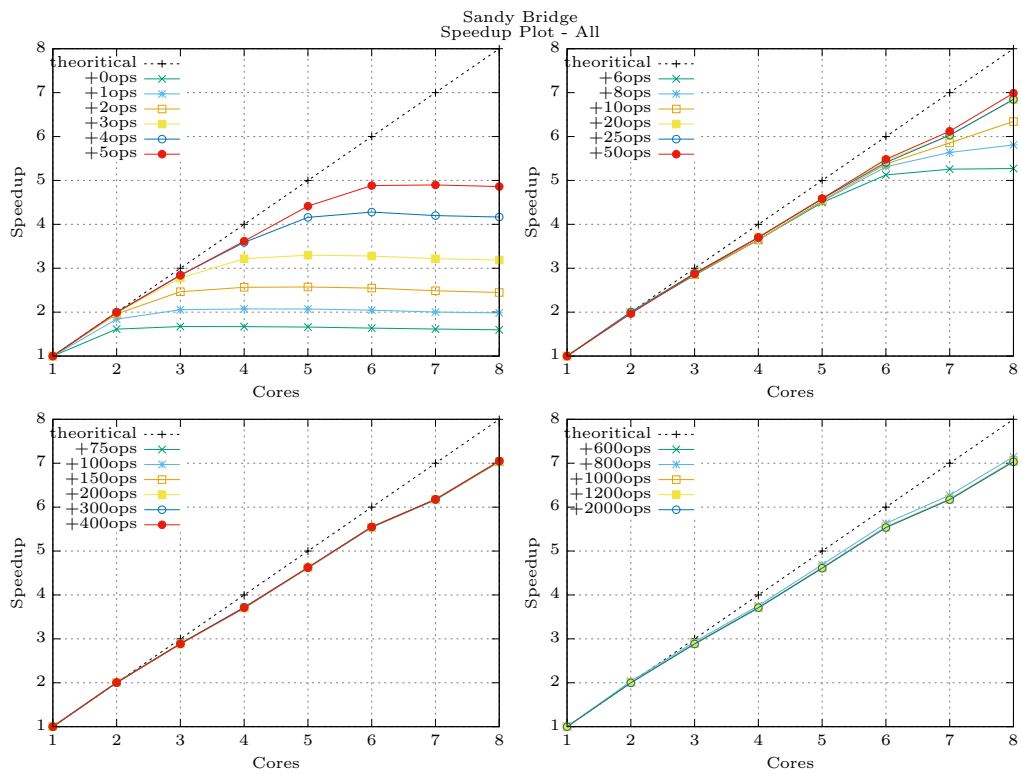 Sandy Bridge
Speedup Plot - All
8
7
6
5
4
3
2
1
Speedup
theoritical
+0ops
+1ops
+2ops
+3ops
+4ops
+5ops
1 2 3 4 5 6 7 8
Cores
8
7
6
5
4
3
2
1
Speedup
theoritical
+6ops
+8ops
+10ops
+20ops
+25ops
+50ops
1 2 3 4 5 6 7 8
Cores
8
7
6
5
4
3
2
1
Speedup
theoritical
+75ops
+100ops
+150ops
+200ops
+300ops
+400ops
1 2 3 4 5 6 7 8
Cores
8
7
6
5
4
3
2
1
Speedup
theoritical
+600ops
+800ops
+1000ops
+1200ops
+2000ops
1 2 3 4 5 6 7 8
Cores